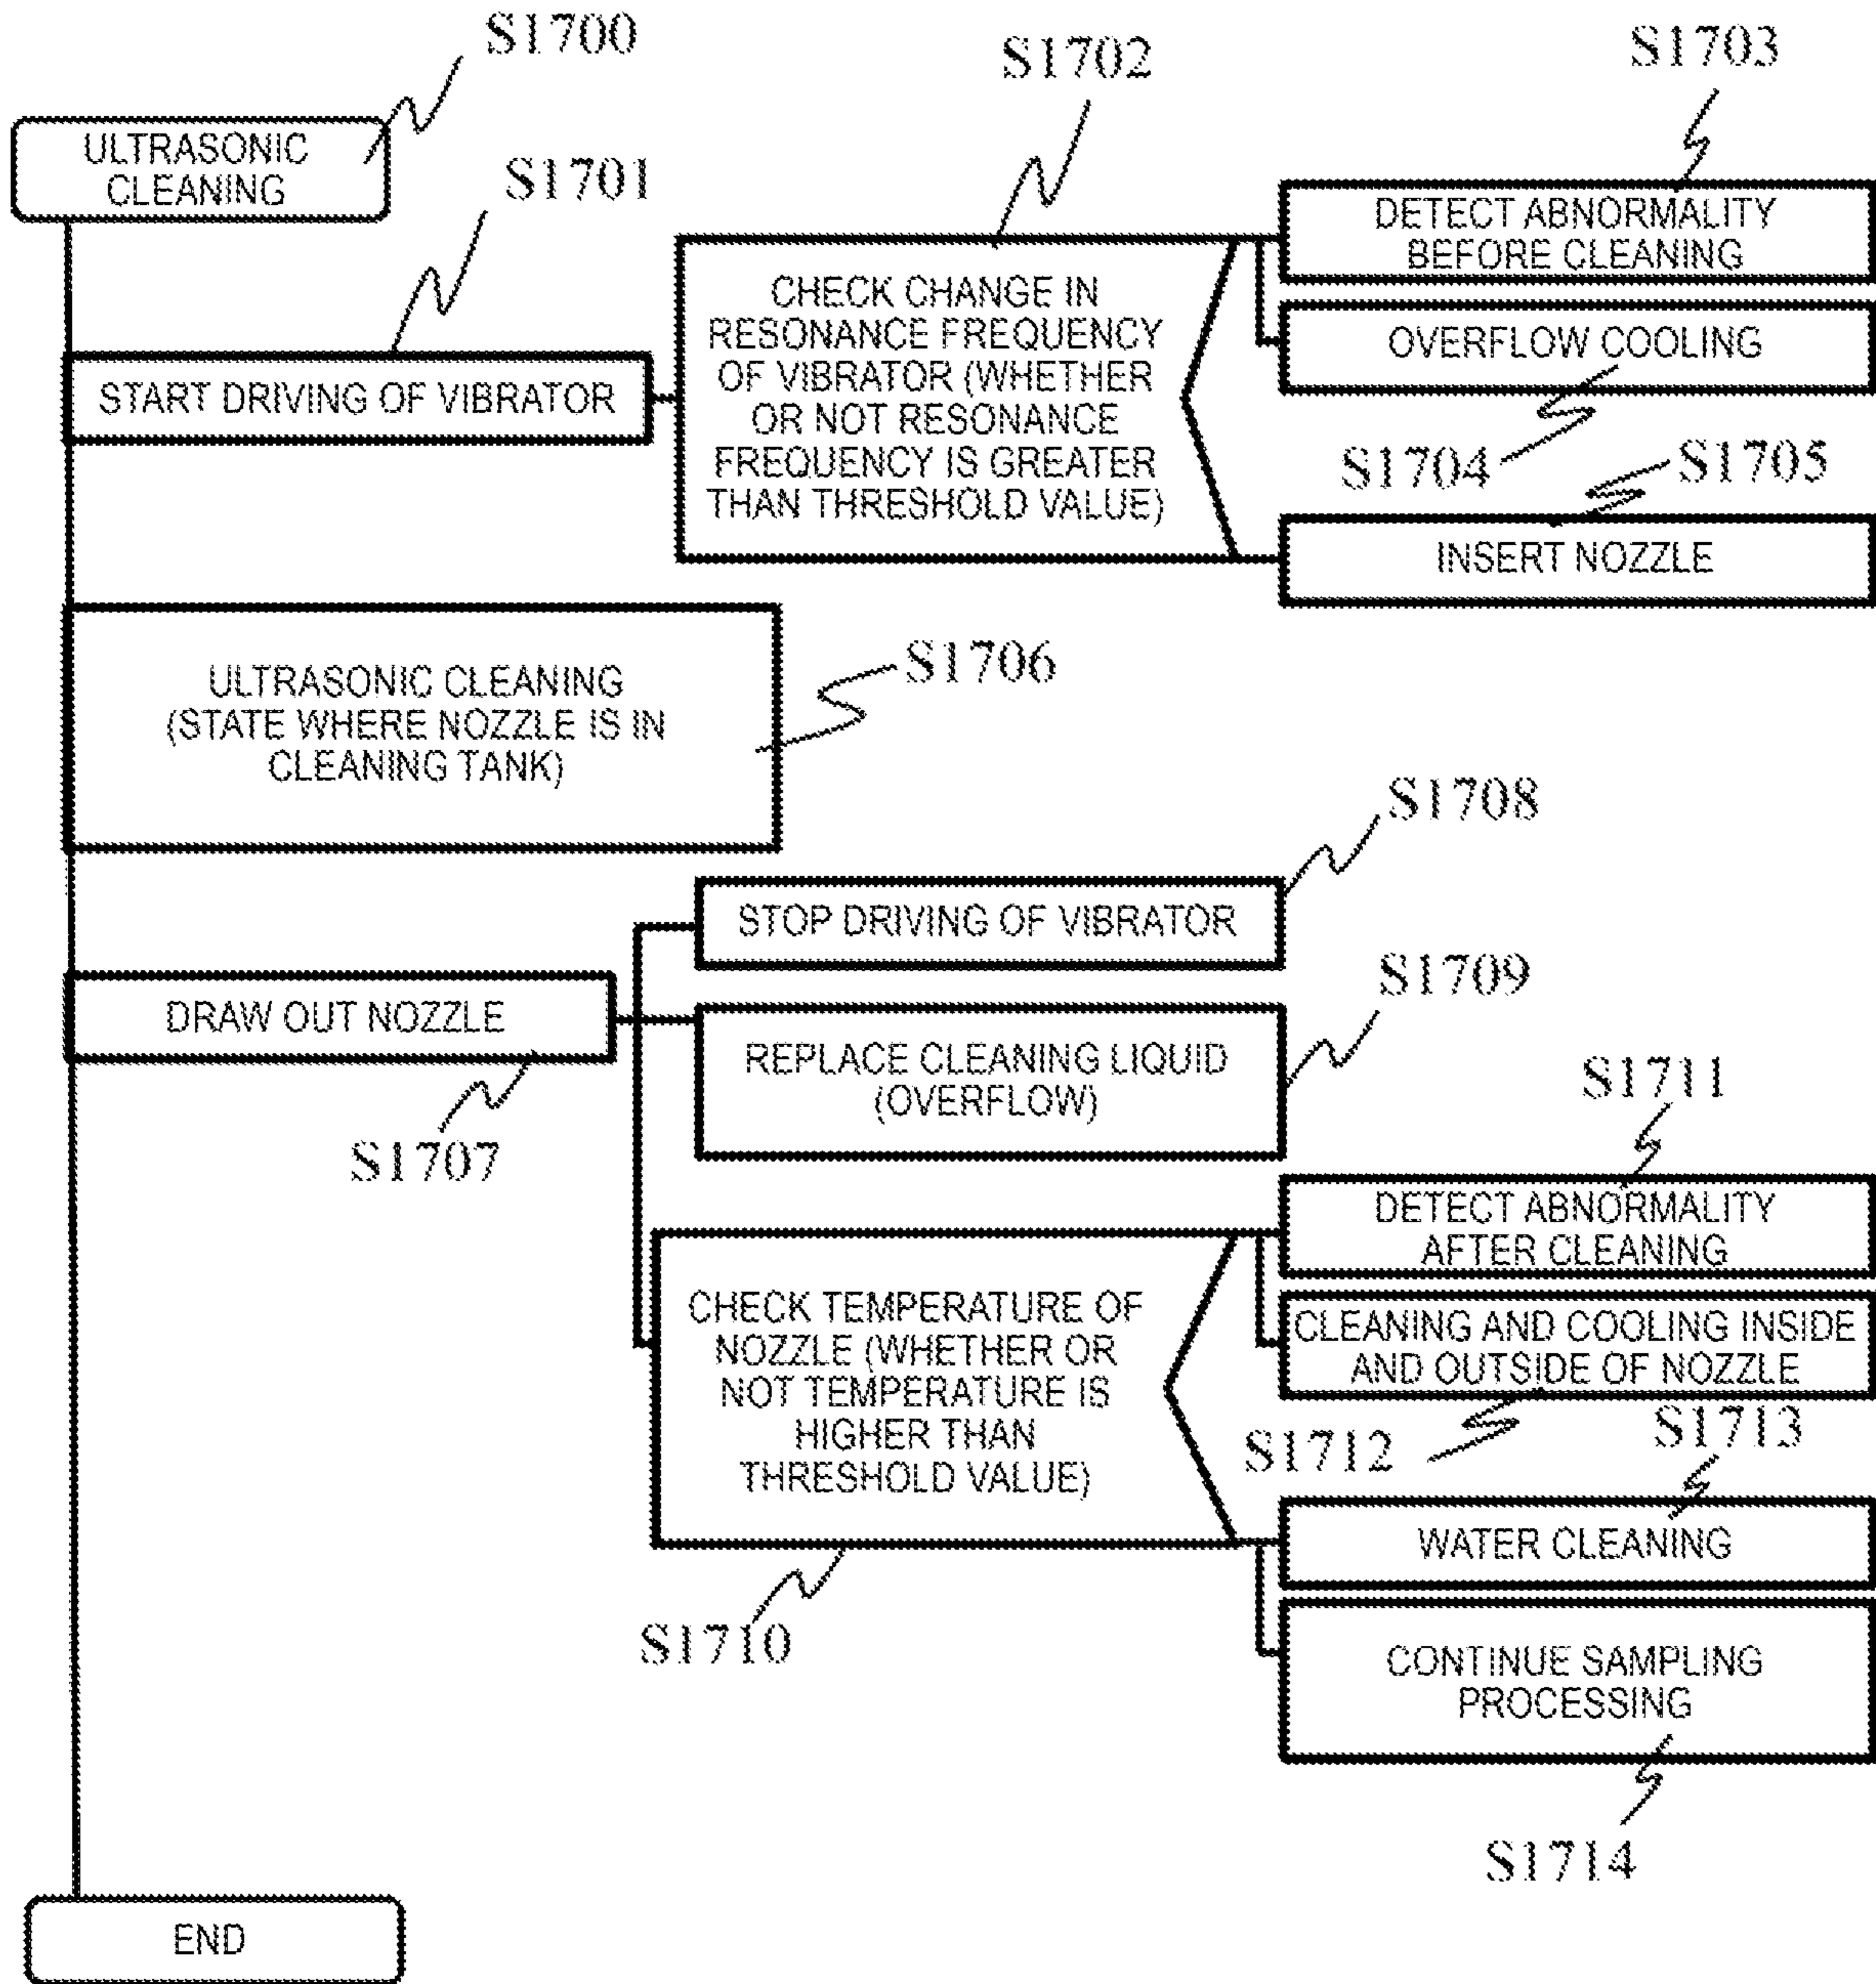 S1700
ULTRASONIC
CLEANING
S1701
START DRIVING OF VIBRATOR
S1702
CHECK CHANGE IN
RESONANCE FREQUENCY
OF VIBRATOR (WHETHER
OR NOT RESONANCE
FREQUENCY IS GREATER
THAN THRESHOLD VALUE)
S1703
DETECT ABNORMALITY
BEFORE CLEANING
OVERFLOW COOLING
S1704
S1705
INSERT NOZZLE
ULTRASONIC CLEANING
(STATE WHERE NOZZLE IS IN
CLEANING TANK)
S1706
S1708
STOP DRIVING OF VIBRATOR
DRAW OUT NOZZLE
S1707
S1709
REPLACE CLEANING LIQUID
(OVERFLOW)
CHECK TEMPERATURE OF
NOZZLE (WHETHER OR
NOT TEMPERATURE IS
HIGHER THAN
THRESHOLD VALUE)
S1710
S1711
DETECT ABNORMALITY
AFTER CLEANING
CLEANING AND COOLING INSIDE
AND OUTSIDE OF NOZZLE
S1712
S1713
WATER CLEANING
CONTINUE SAMPLING
PROCESSING
S1714
END